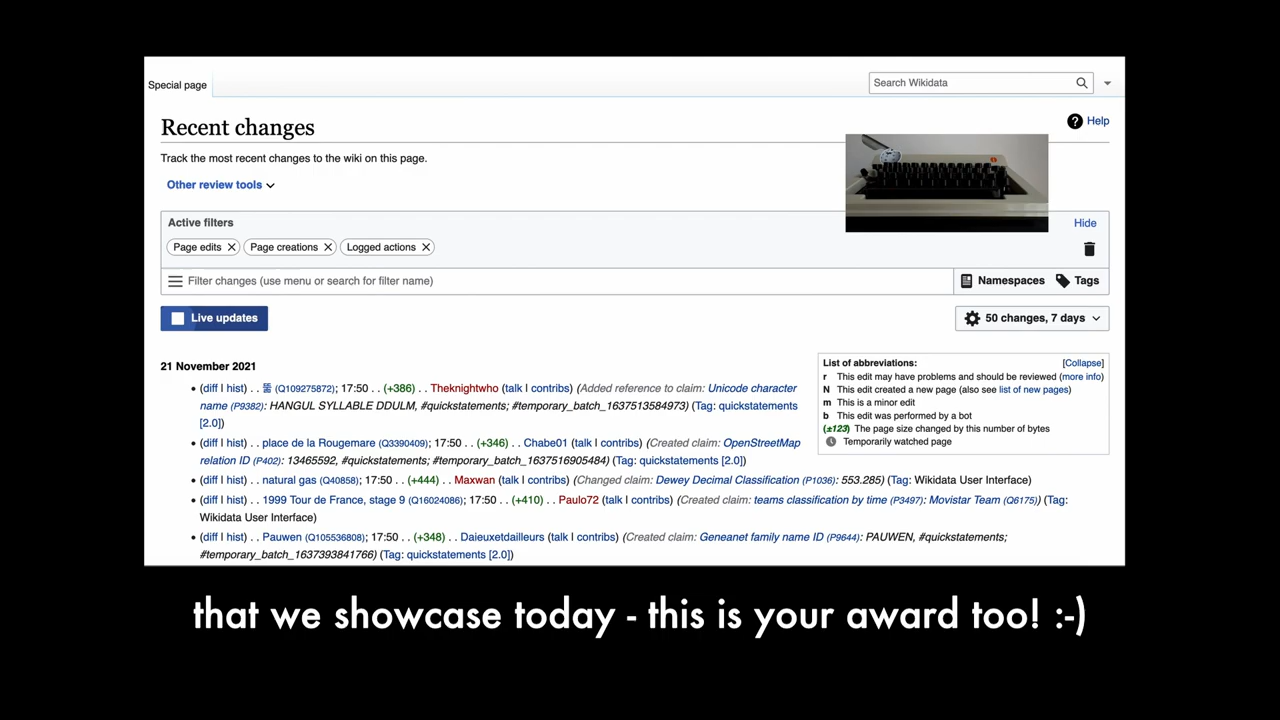 Special page
Search Wikidata
Recent changes
Help
Track the most recent changes to the wiki on this page.
Other review tools
Active filters
Hide
Page edits
Page creations
Logged actions
Filter changes (use menu or search for filter name)
Namespaces
Tags
Live updates
50 changes, 7 days
21 November 2021
(diff | hist) . . 뚦 (Q109275872); 17:50 . . (+386) . . Theknightwho (talk | contribs) (Added reference to claim: Unicode character
name (P9382): HANGUL SYLLABLE DDULM, #quickstatements; #temporary_batch_1637513584973) (Tag: quickstatements
[2.0])
(diff | hist) . . place de la Rougemare (Q3390409); 17:50 . . (+346) . . Chabe01 (talk | contribs) (Created claim: OpenStreetMap
relation ID (P402): 13465592, #quickstatements; #temporary_batch_1637516905484) (Tag: quickstatements [2.0])
(diff | hist) . . natural gas (Q40858); 17:50 . . (+444) . . Maxwan (talk | contribs) (Changed claim: Dewey Decimal Classification (P1036): 553.285) (Tag: Wikidata User Interface)
(diff | hist) . . 1999 Tour de France, stage 9 (Q16024086); 17:50 . . (+410) . . Paulo72 (talk | contribs) (Created claim: teams classification by time (P3497): Movistar Team (Q6175)) (Tag:
Wikidata User Interface)
(diff | hist) . . Pauwen (Q105536808); 17:50 . . (+348) . . Daieuxetdailleurs (talk | contribs) (Created claim: Geneanet family name ID (P9644): PAUWEN, #quickstatements;
#temporary_batch_1637393841766) (Tag: quickstatements [2.0])
List of abbreviations:
[Collapse]
r This edit may have problems and should be reviewed (more info)
N This edit created a new page (also see list of new pages)
m This is a minor edit
b This edit was performed by a bot
(±123) The page size changed by this number of bytes
Temporarily watched page
that we showcase today - this is your award too! :-)